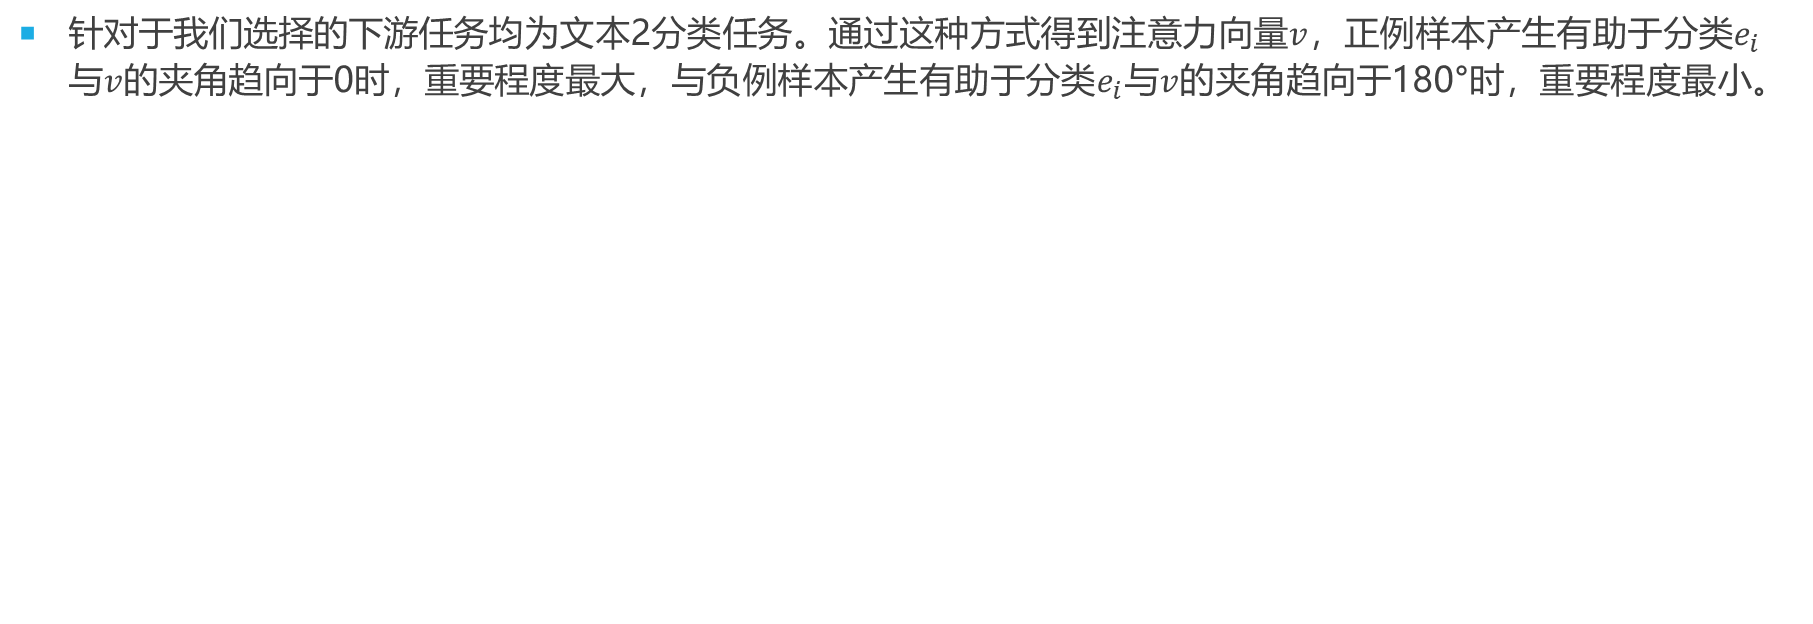 ▪ 针对于我们选择的下游任务均为文本2分类任务。通过这种方式得到注意力向量𝑣，正例样本产生有助于分类𝑒ᵢ
与𝑣的夹角趋向于0时，重要程度最大，与负例样本产生有助于分类𝑒ᵢ与𝑣的夹角趋向于180°时，重要程度最小。